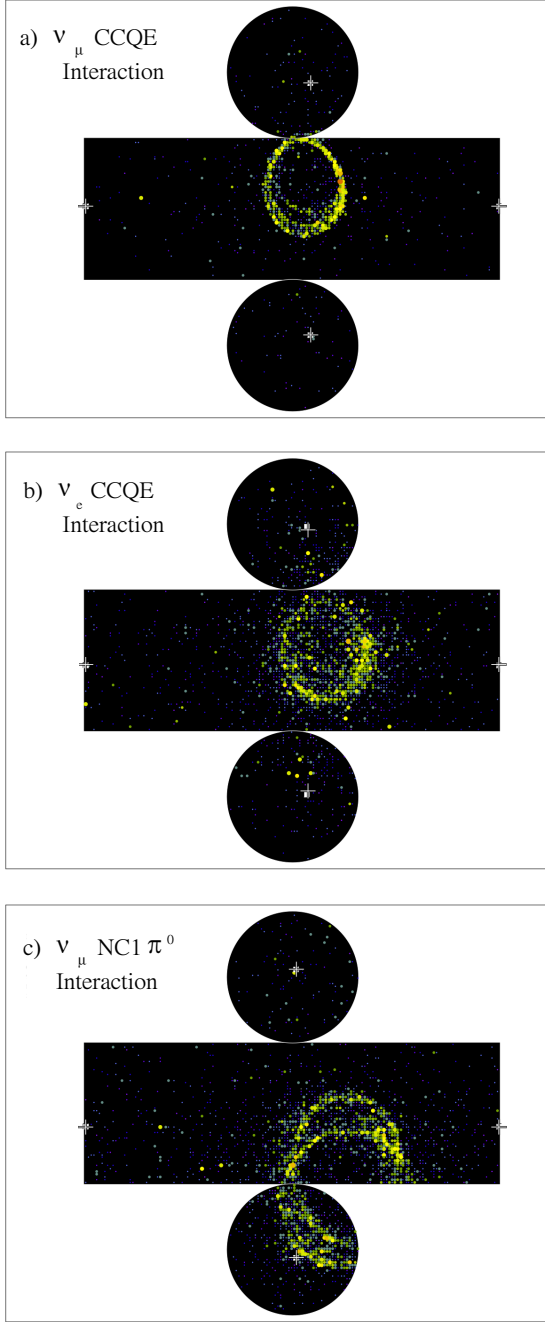 a) ν μ CCQE
Interaction
b) ν e CCQE
Interaction
c) ν μ NC1 π 0
Interaction